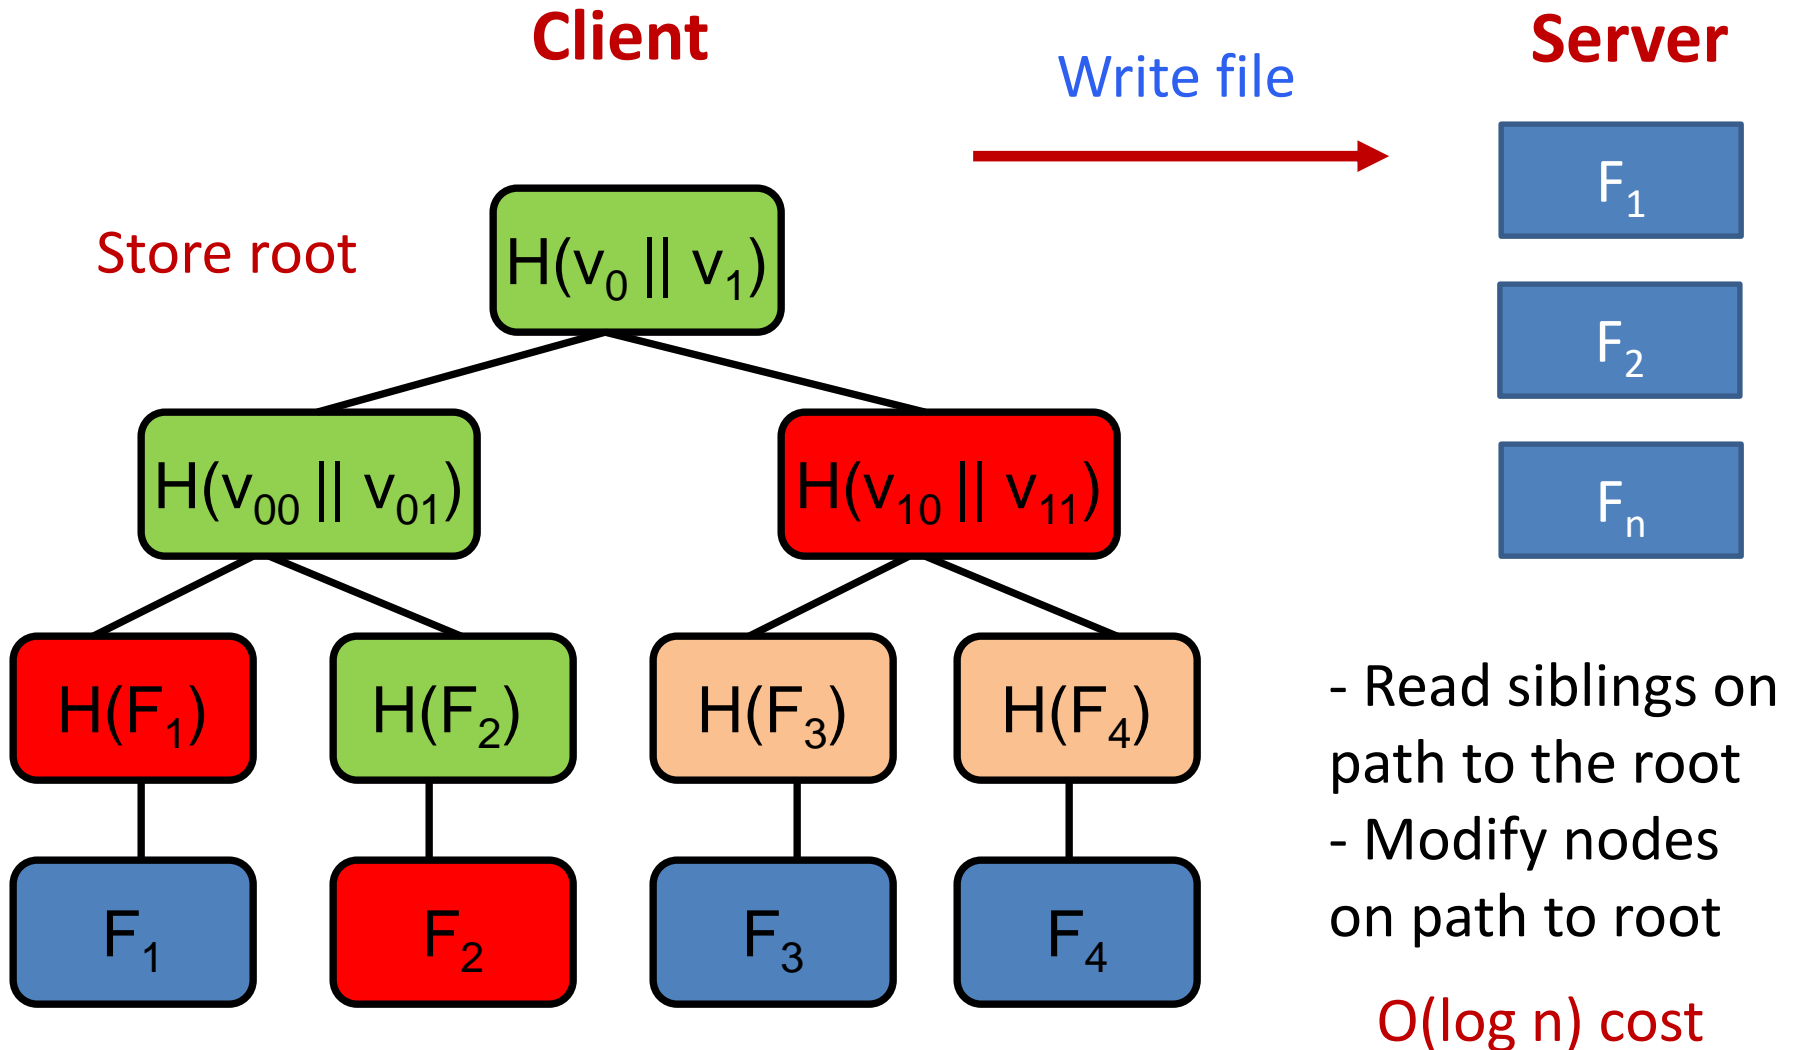 Client
Write file
Server
Store root
H(v₀ || v₁)
F₁
F₂
Fₙ
H(v₀₀ || v₀₁)
H(v₁₀ || v₁₁)
H(F₁)
H(F₂)
H(F₃)
H(F₄)
F₁
F₂
F₃
F₄
- Read siblings on
path to the root
- Modify nodes
on path to root
O(log n) cost